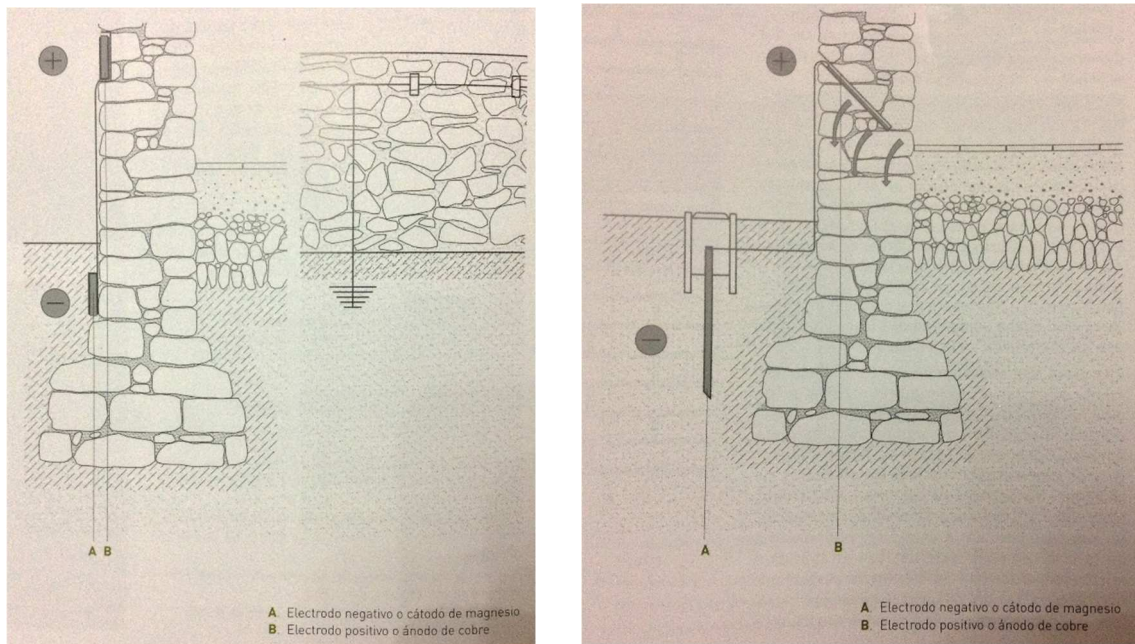 +
−
A B
A. Electrodo negativo o cátodo de magnesio
B. Electrodo positivo o ánodo de cobre
+
−
A
B
A. Electrodo negativo o cátodo de magnesio
B. Electrodo positivo o ánodo de cobre